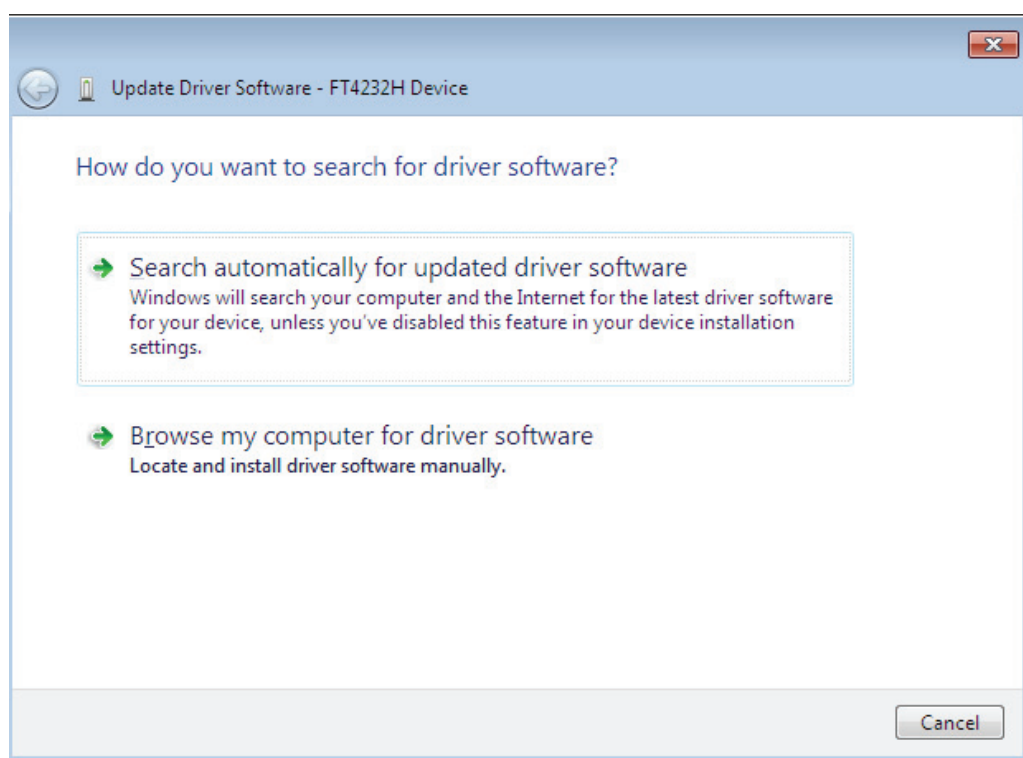 Update Driver Software - FT4232H Device
How do you want to search for driver software?
Search automatically for updated driver software
Windows will search your computer and the Internet for the latest driver software
for your device, unless you've disabled this feature in your device installation
settings.
Browse my computer for driver software
Locate and install driver software manually.
Cancel